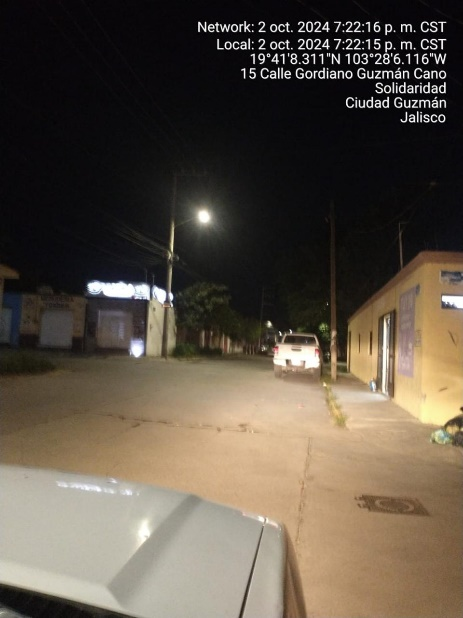 Network: 2 oct. 2024 7:22:16 p. m. CST
Local: 2 oct. 2024 7:22:15 p. m. CST
19°41'8.311"N 103°28'6.116"W
15 Calle Gordiano Guzmán Cano
Solidaridad
Ciudad Guzmán
Jalisco